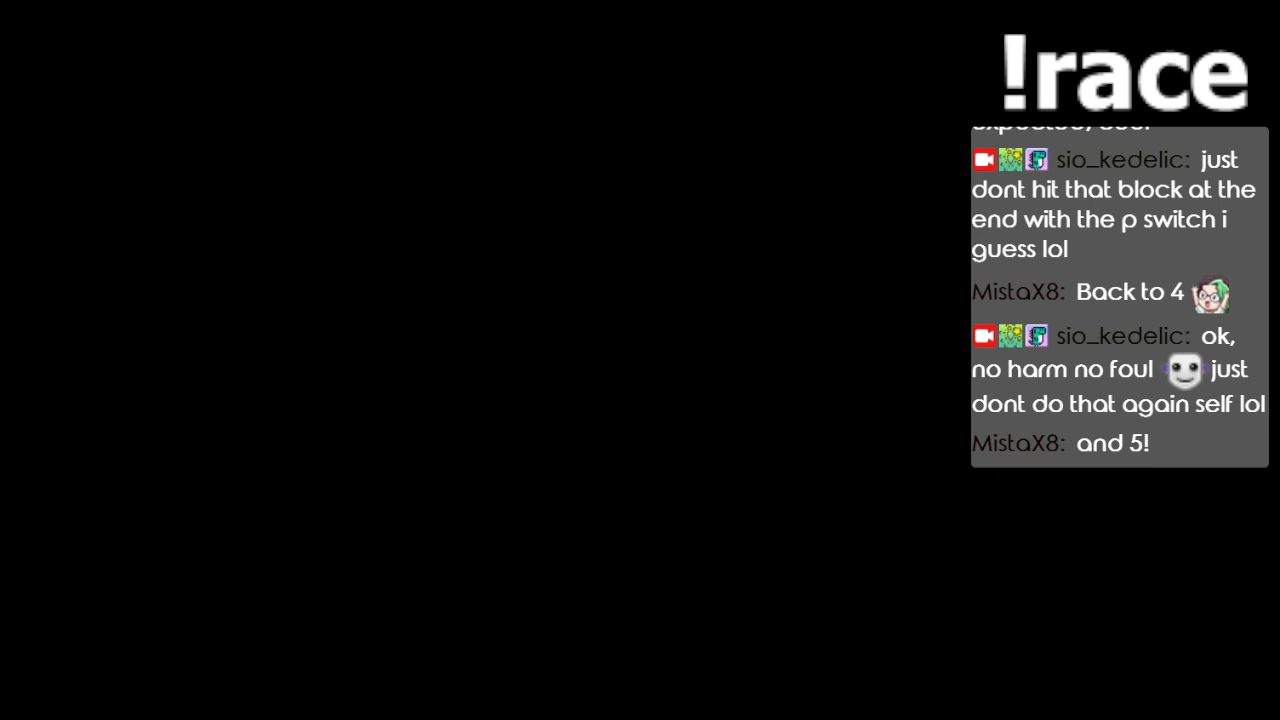 !race
sio_kedelic: just
dont hit that block at the
end with the p switch i
guess lol
MistaX8: Back to 4
sio_kedelic: ok,
no harm no foul just
dont do that again self lol
MistaX8: and 5!